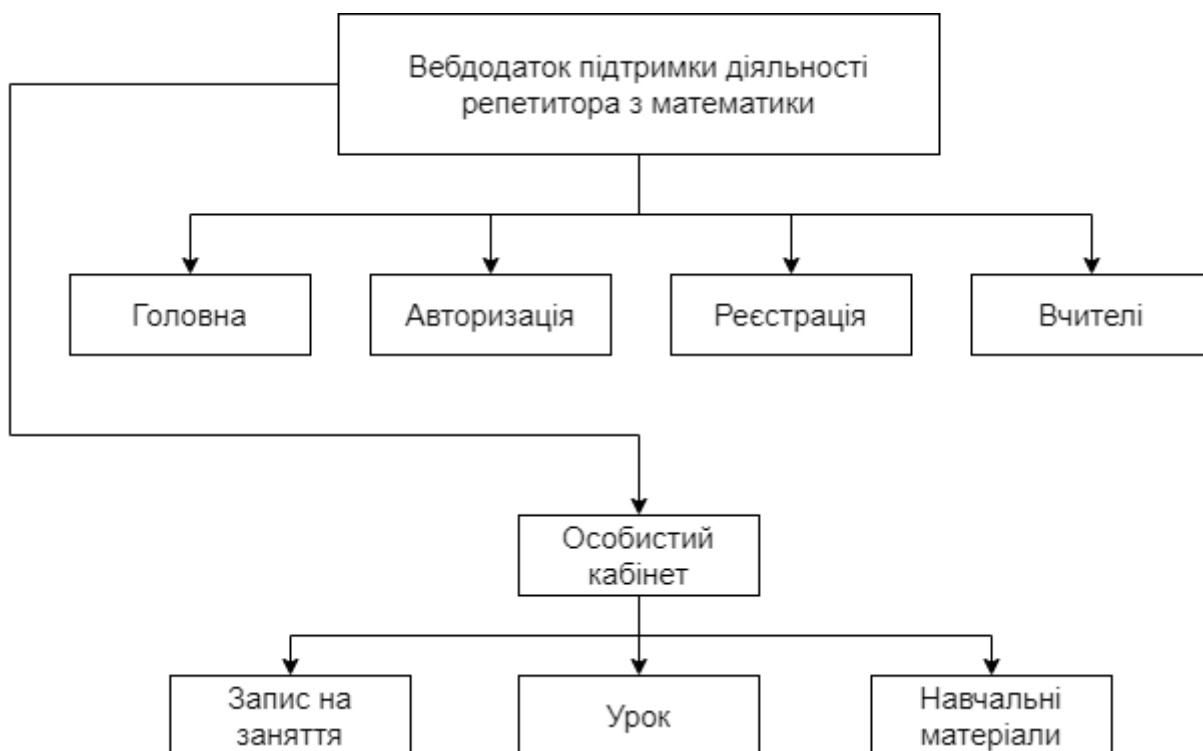 Вебдодаток підтримки діяльності
репетитора з математики
Головна
Авторизація
Реєстрація
Вчителі
Особистий
кабінет
Запис на
заняття
Урок
Навчальні
матеріали